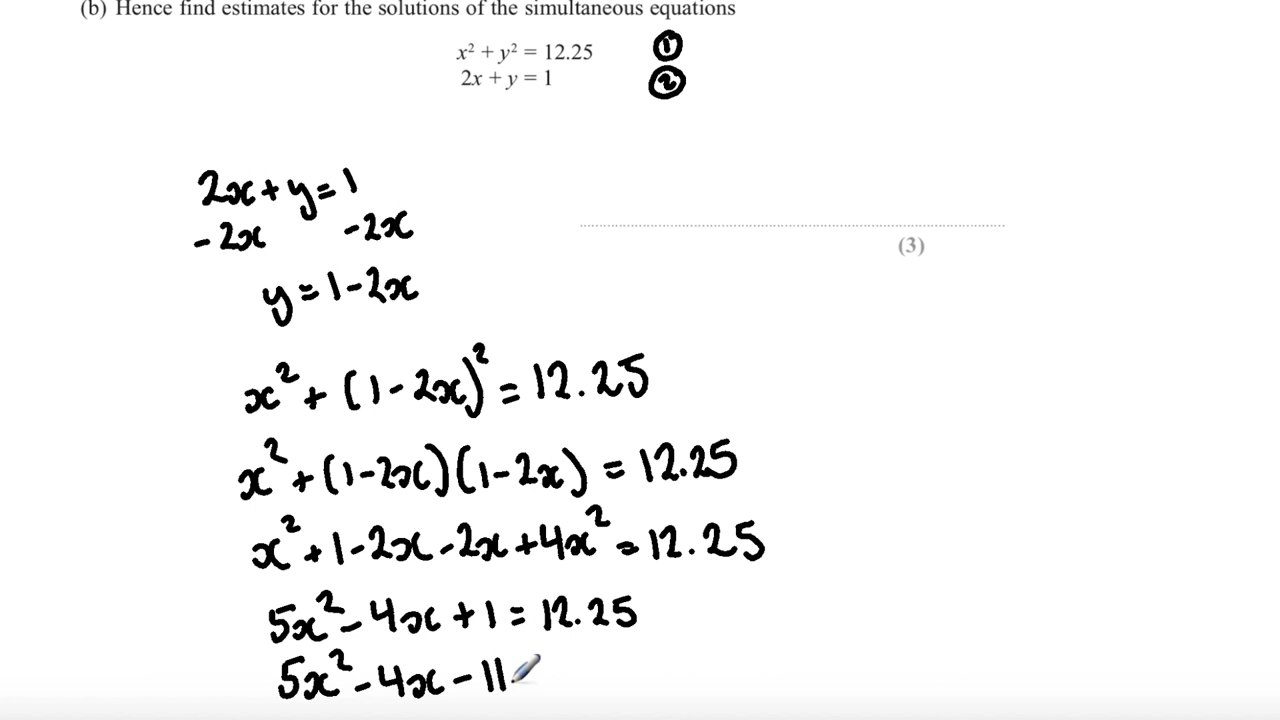 (b) Hence find estimates for the solutions of the simultaneous equations
x² + y² = 12.25 ①
2x + y = 1 ②
2x + y = 1
- 2x - 2x
(3)
y = 1 - 2x
x² + (1 - 2x)² = 12.25
x² + (1 - 2x)(1 - 2x) = 12.25
x² + 1 - 2x - 2x + 4x² = 12.25
5x² - 4x + 1 = 12.25
5x² - 4x - 11